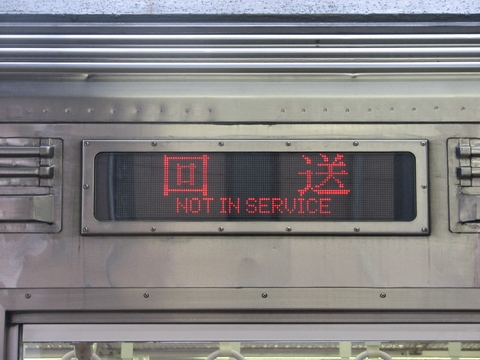 回送
NOT IN SERVICE